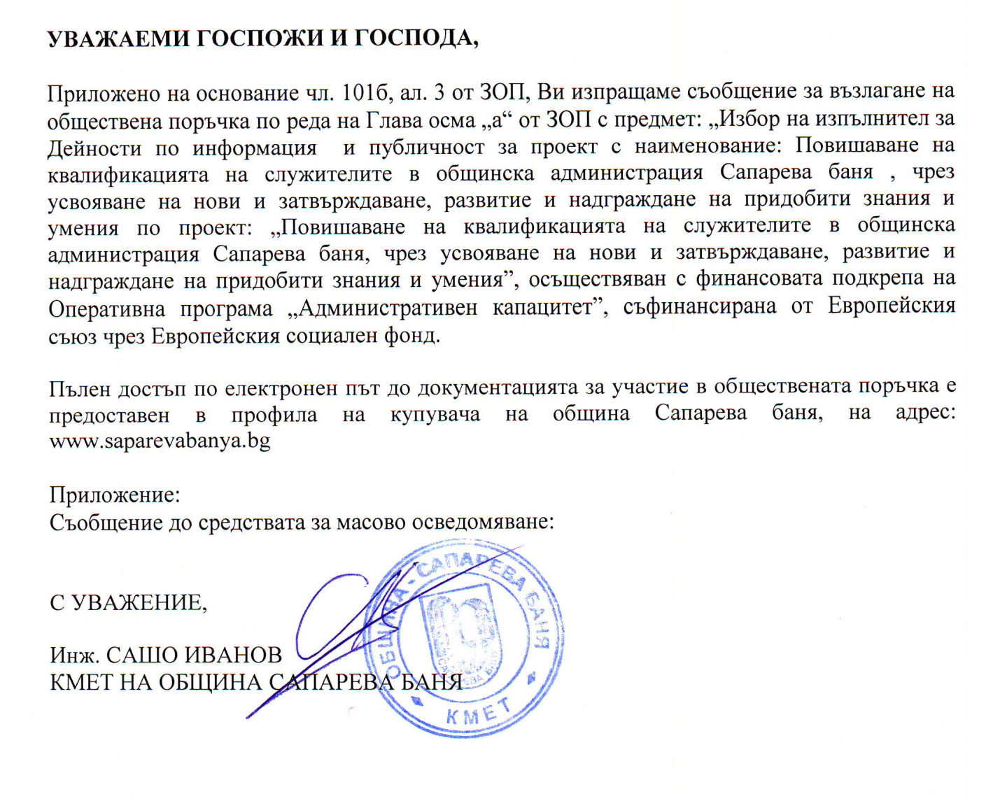 УВАЖАЕМИ ГОСПОЖИ И ГОСПОДА,
Приложено на основание чл. 101б, ал. 3 от ЗОП, Ви изпращаме съобщение за възлагане на
обществена поръчка по реда на Глава осма „а“ от ЗОП с предмет: „Избор на изпълнител за
Дейности по информация и публичност за проект с наименование: Повишаване на
квалификацията на служителите в общинска администрация Сапарева баня , чрез
усвояване на нови и затвърждаване, развитие и надграждане на придобити знания и
умения по проект: „Повишаване на квалификацията на служителите в общинска
администрация Сапарева баня, чрез усвояване на нови и затвърждаване, развитие и
надграждане на придобити знания и умения”, осъществяван с финансовата подкрепа на
Оперативна програма „Административен капацитет”, съфинансирана от Европейския
съюз чрез Европейския социален фонд.
Пълен достъп по електронен път до документацията за участие в обществената поръчка е
предоставен в профила на купувача на община Сапарева баня, на адрес:
www.saparevabanya.bg
Приложение:
Съобщение до средствата за масово осведомяване:
С УВАЖЕНИЕ,
Инж. САШО ИВАНОВ
КМЕТ НА ОБЩИНА САПАРЕВА БАНЯ
ОБЩИНА - САПАРЕВА БАНЯ
КМЕТ